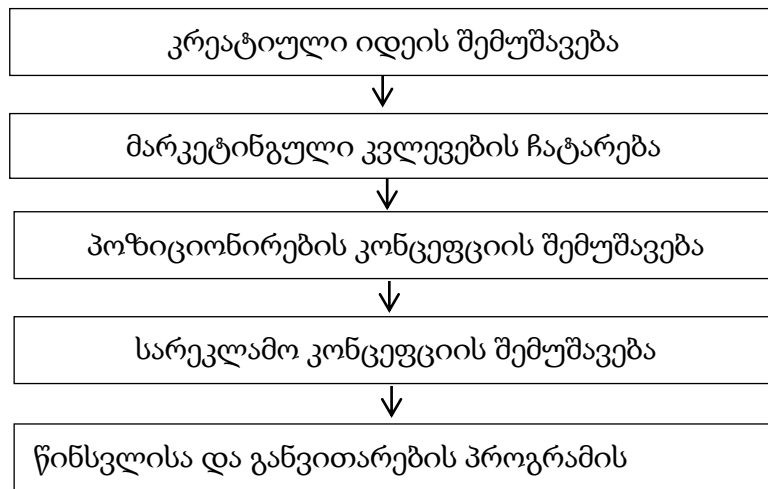 კრეატიული იდეის შემუშავება
მარკეტინგული კვლევების ჩატარება
პოზიციონირების კონცეფციის შემუშავება
სარეკლამო კონცეფციის შემუშავება
წინსვლისა და განვითარების პროგრამის